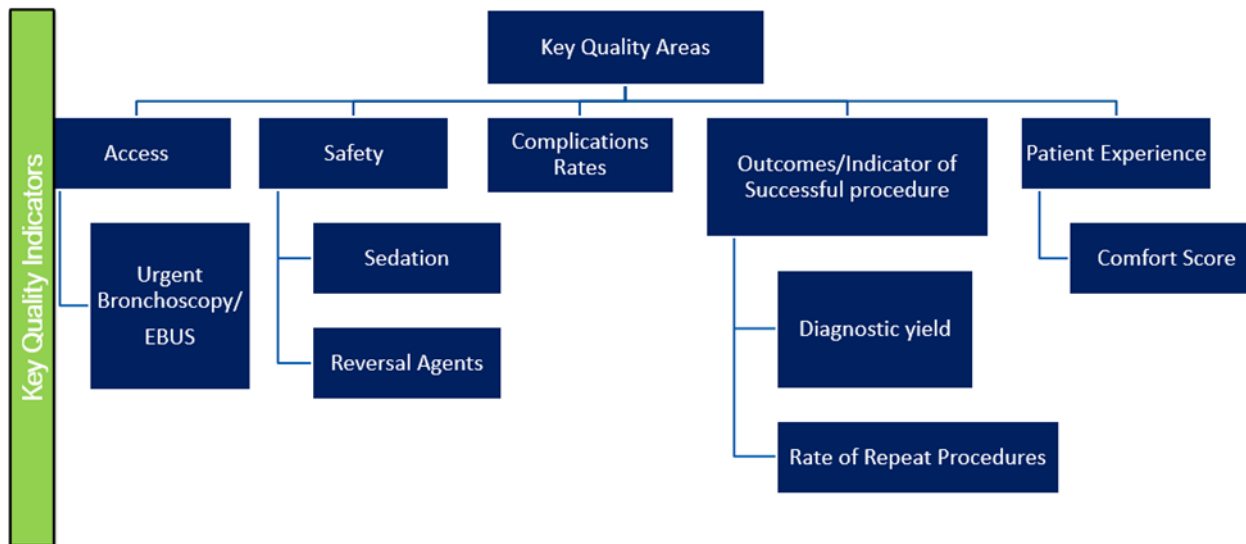 Key Quality Indicators
Key Quality Areas
Access
Safety
Complications
Rates
Outcomes/Indicator of
Successful procedure
Patient Experience
Urgent
Bronchoscopy/
EBUS
Sedation
Reversal Agents
Diagnostic yield
Rate of Repeat Procedures
Comfort Score